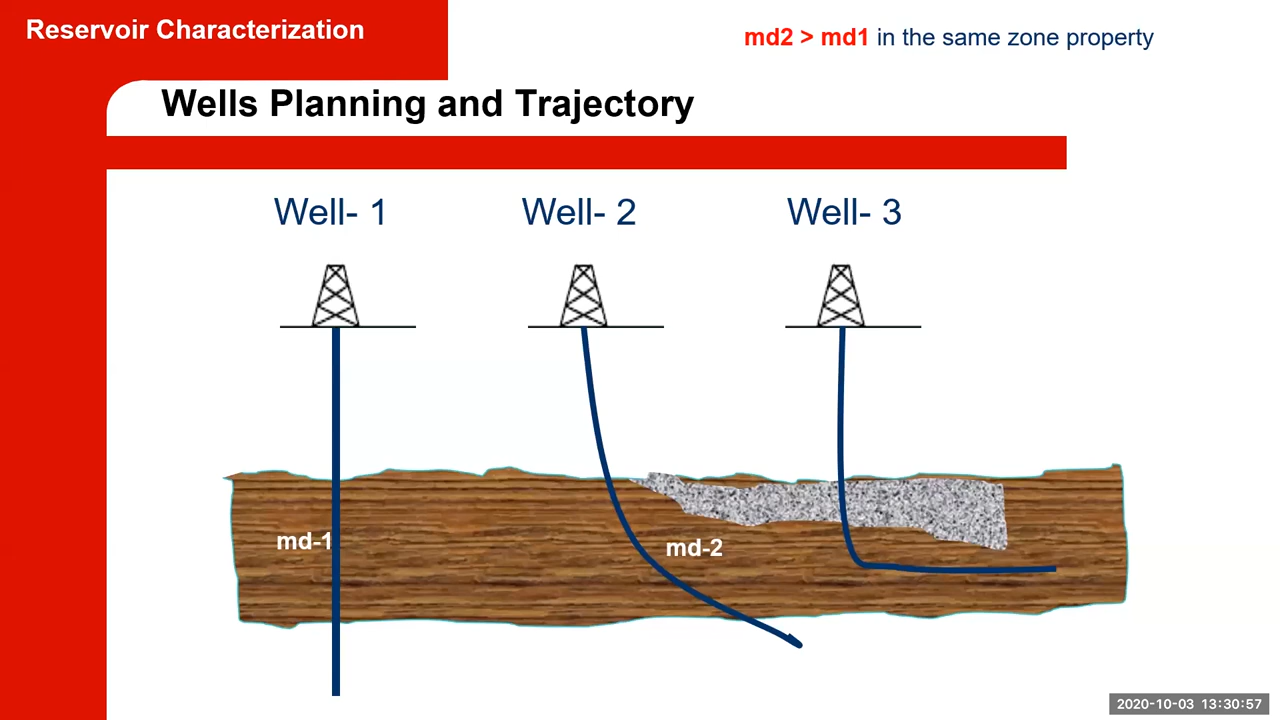 Reservoir Characterization
md2 > md1 in the same zone property
Wells Planning and Trajectory
Well- 1
Well- 2
Well- 3
md-1
md-2
2020-10-03 13:30:57